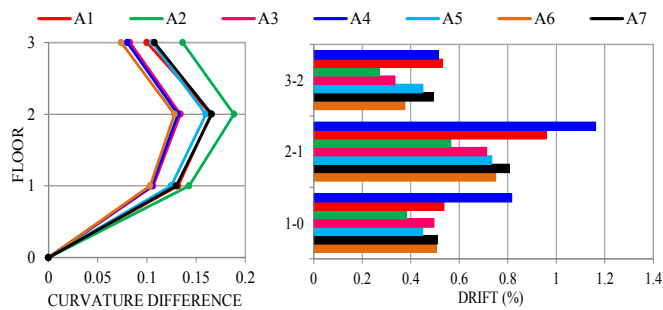 A1 A2 A3 A4 A5 A6 A7
3
2
1
0
FLOOR
0 0.05 0.1 0.15 0.2
CURVATURE DIFFERENCE
3-2
2-1
1-0
0 0.2 0.4 0.6 0.8 1 1.2 1.4
DRIFT (%)